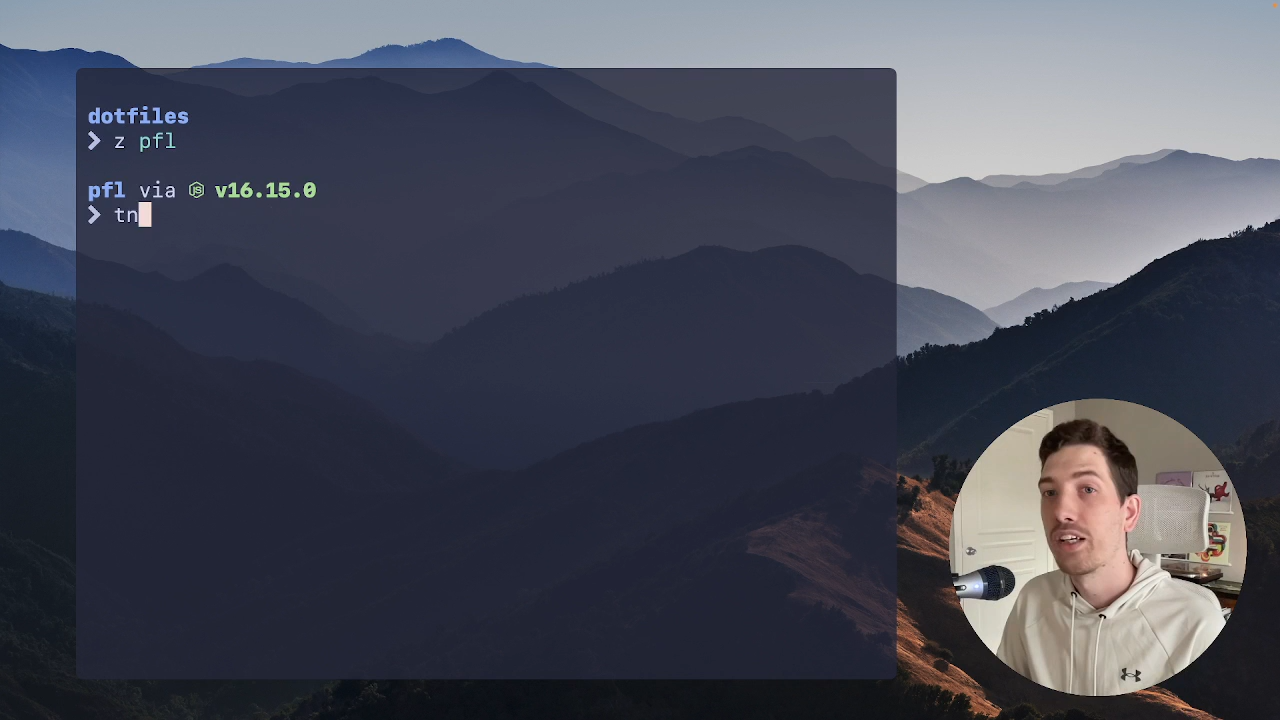 dotfiles
❯ z pfl
pfl via v16.15.0
❯ tn